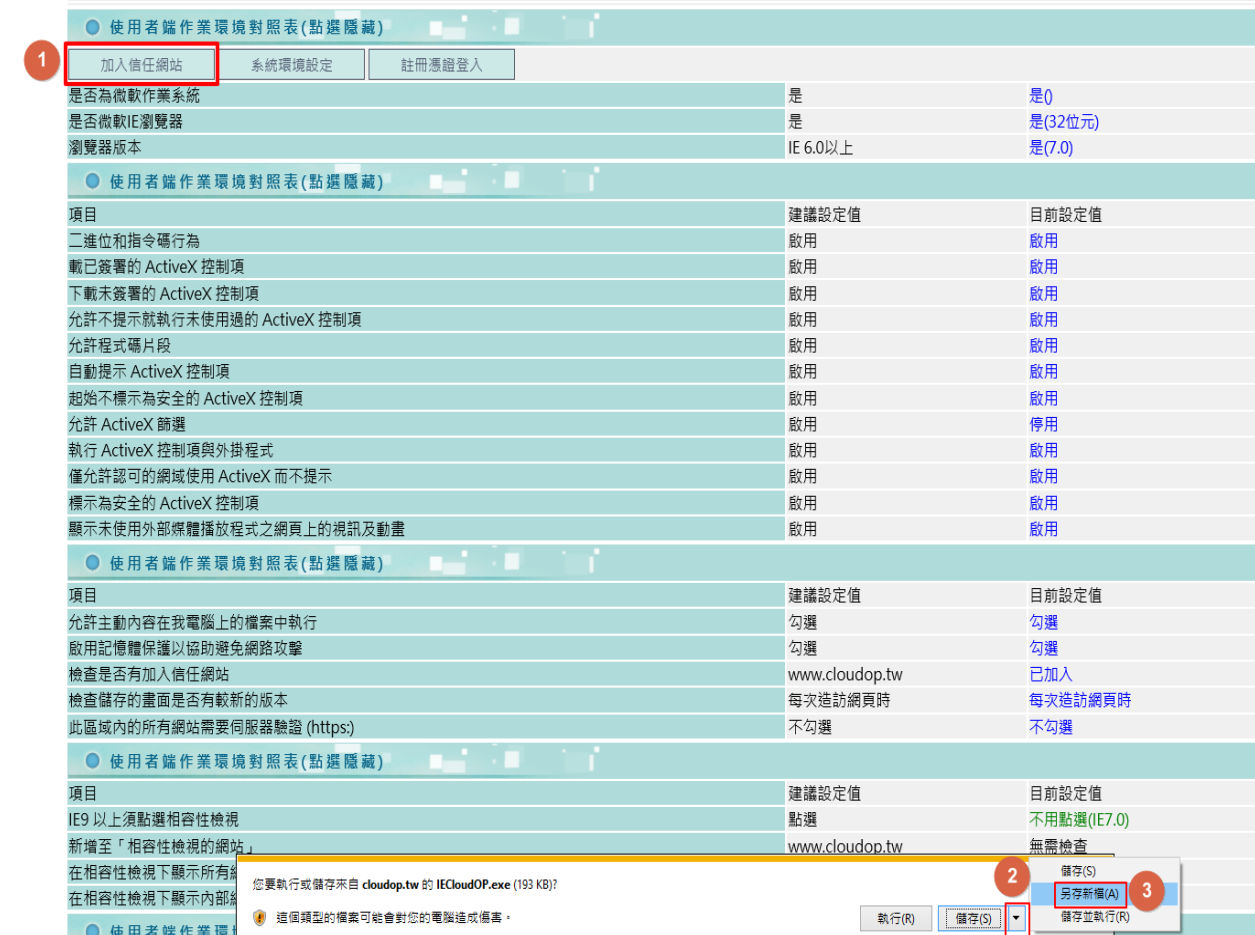 使用者端作業環境對照表(點選隱藏)
1
加入信任網站 系統環境設定 註冊憑證登入
是否為微軟作業系統 是 是()
是否微軟IE瀏覽器 是 是(32位元)
瀏覽器版本 IE 6.0以上 是(7.0)
使用者端作業環境對照表(點選隱藏)
項目 建議設定值 目前設定值
二進位和指令碼行為 啟用 啟用
載已簽署的 ActiveX 控制項 啟用 啟用
下載未簽署的 ActiveX 控制項 啟用 啟用
允許不提示就執行未使用過的 ActiveX 控制項 啟用 啟用
允許程式碼片段 啟用 啟用
自動提示 ActiveX 控制項 啟用 啟用
起始不標示為安全的 ActiveX 控制項 啟用 啟用
允許 ActiveX 篩選 啟用 停用
執行 ActiveX 控制項與外掛程式 啟用 啟用
僅允許認可的網域使用 ActiveX 而不提示 啟用 啟用
標示為安全的 ActiveX 控制項 啟用 啟用
顯示未使用外部媒體播放程式之網頁上的視訊及動畫 啟用 啟用
使用者端作業環境對照表(點選隱藏)
項目 建議設定值 目前設定值
允許主動內容在我電腦上的檔案中執行 勾選 勾選
啟用記憶體保護以協助避免網路攻擊 勾選 勾選
檢查是否有加入信任網站 www.cloudop.tw 已加入
檢查儲存的畫面是否有較新的版本 每次造訪網頁時 每次造訪網頁時
此區域內的所有網站需要伺服器驗證 (https:) 不勾選 不勾選
使用者端作業環境對照表(點選隱藏)
項目 建議設定值 目前設定值
IE9 以上須點選相容性檢視 點選 不用點選(IE7.0)
新增至「相容性檢視的網站」 www.cloudop.tw 無需檢查
在相容性檢視下顯示所有
在相容性檢視下顯示內部
使用者端作業環
您要執行或儲存來自 cloudop.tw 的 IECloudOP.exe (193 KB)?
這個類型的檔案可能會對您的電腦造成傷害。
執行(R) 儲存(S)
2
儲存(S)
另存新檔(A) 3
儲存並執行(R)